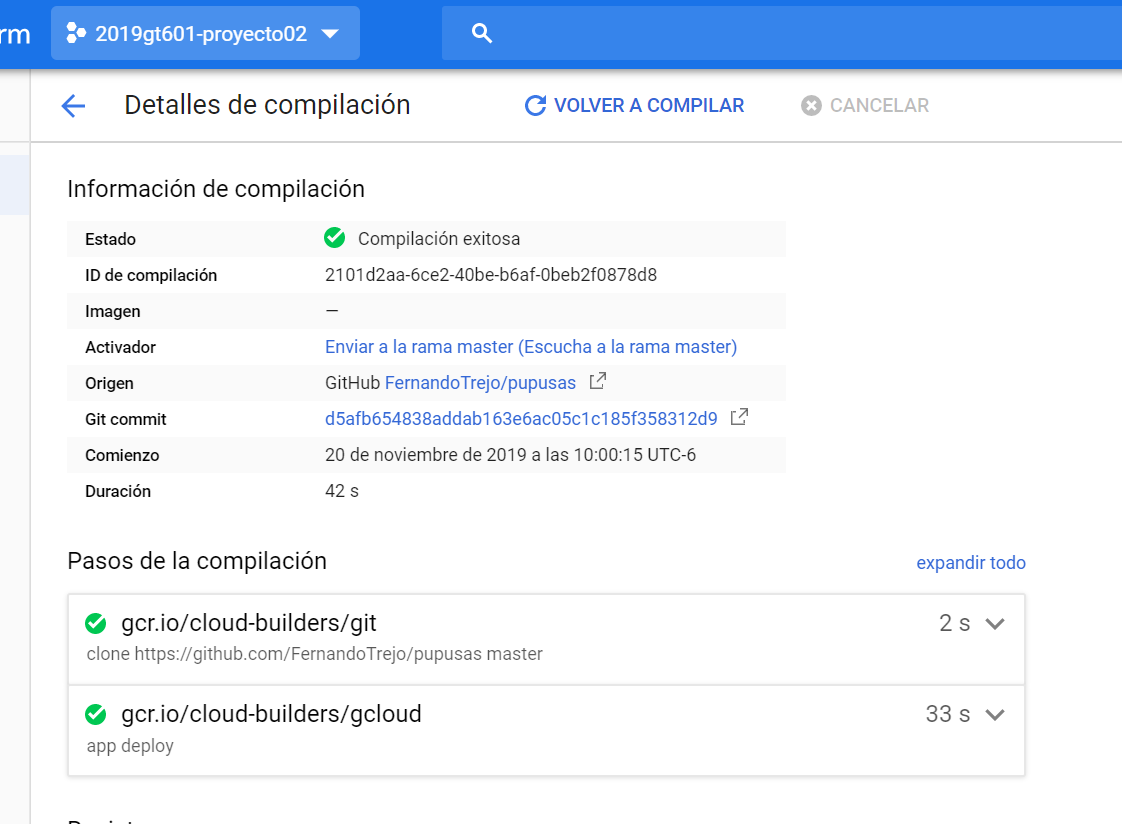 rm 2019gt601-proyecto02
Detalles de compilación VOLVER A COMPILAR CANCELAR
Información de compilación
Estado Compilación exitosa
ID de compilación 2101d2aa-6ce2-40be-b6af-0beb2f0878d8
Imagen —
Activador Enviar a la rama master (Escucha a la rama master)
Origen GitHub FernandoTrejo/pupusas
Git commit d5afb654838addab163e6ac05c1c185f358312d9
Comienzo 20 de noviembre de 2019 a las 10:00:15 UTC-6
Duración 42 s
Pasos de la compilación expandir todo
gcr.io/cloud-builders/git 2 s
clone https://github.com/FernandoTrejo/pupusas master
gcr.io/cloud-builders/gcloud 33 s
app deploy